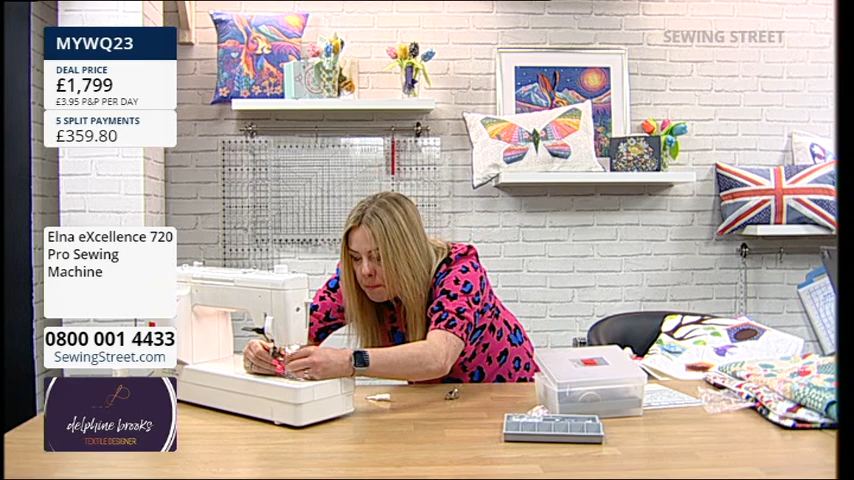 MYWQ23
DEAL PRICE
£1,799
£3.95 P&P PER DAY
5 SPLIT PAYMENTS
£359.80
Elna eXcellence 720
Pro Sewing
Machine
0800 001 4433
SewingStreet.com
delphine brooks
TEXTILE DESIGNER
SEWING STREET